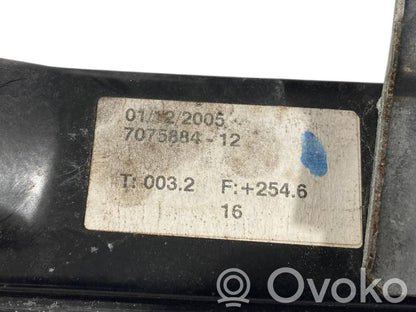 01/12/2005
7075884-12
T: 003.2 F: +254.6
16
Ovoko